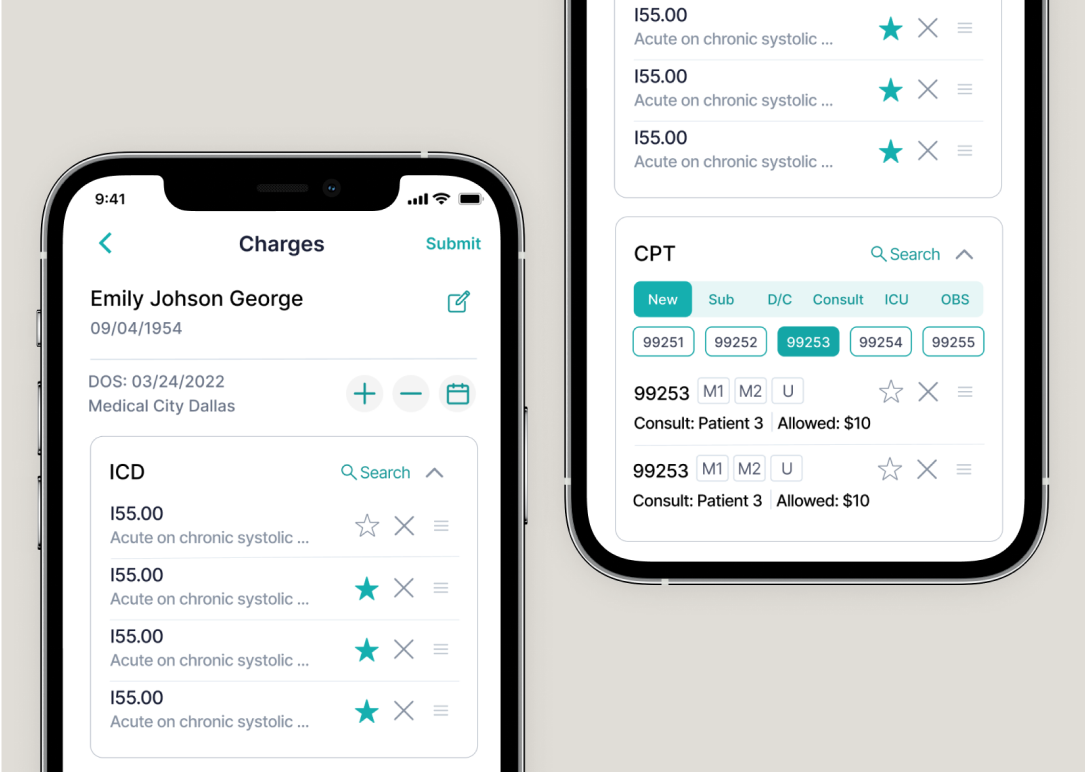 9:41
Charges
Submit
Emily Johson George
09/04/1954
DOS: 03/24/2022
Medical City Dallas
ICD
Search
I55.00
Acute on chronic systolic ...
I55.00
Acute on chronic systolic ...
I55.00
Acute on chronic systolic ...
I55.00
Acute on chronic systolic ...
I55.00
Acute on chronic systolic ...
I55.00
Acute on chronic systolic ...
I55.00
Acute on chronic systolic ...
CPT
Search
New Sub D/C Consult ICU OBS
99251 99252 99253 99254 99255
99253 M1 M2 U
Consult: Patient 3 Allowed: $10
99253 M1 M2 U
Consult: Patient 3 Allowed: $10